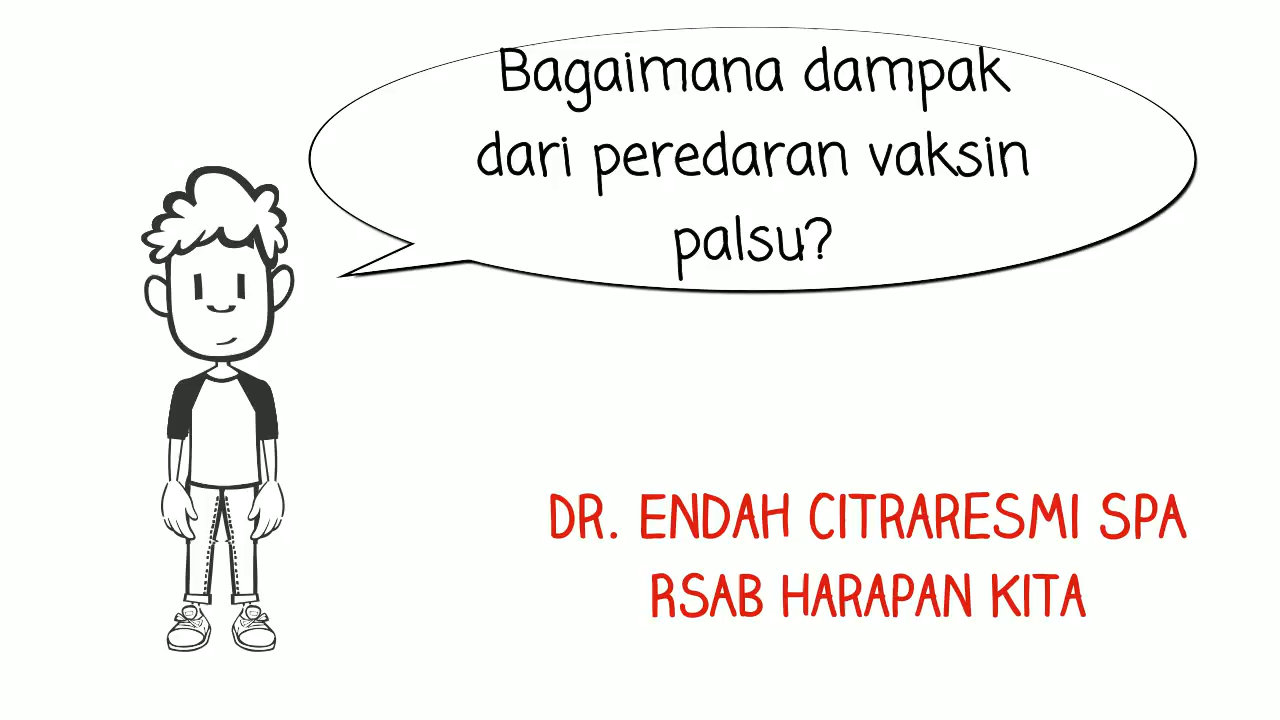 Bagaimana dampak
dari peredaran vaksin
palsu?
DR. ENDAH CITRARESMI SPA
RSAB HARAPAN KITA